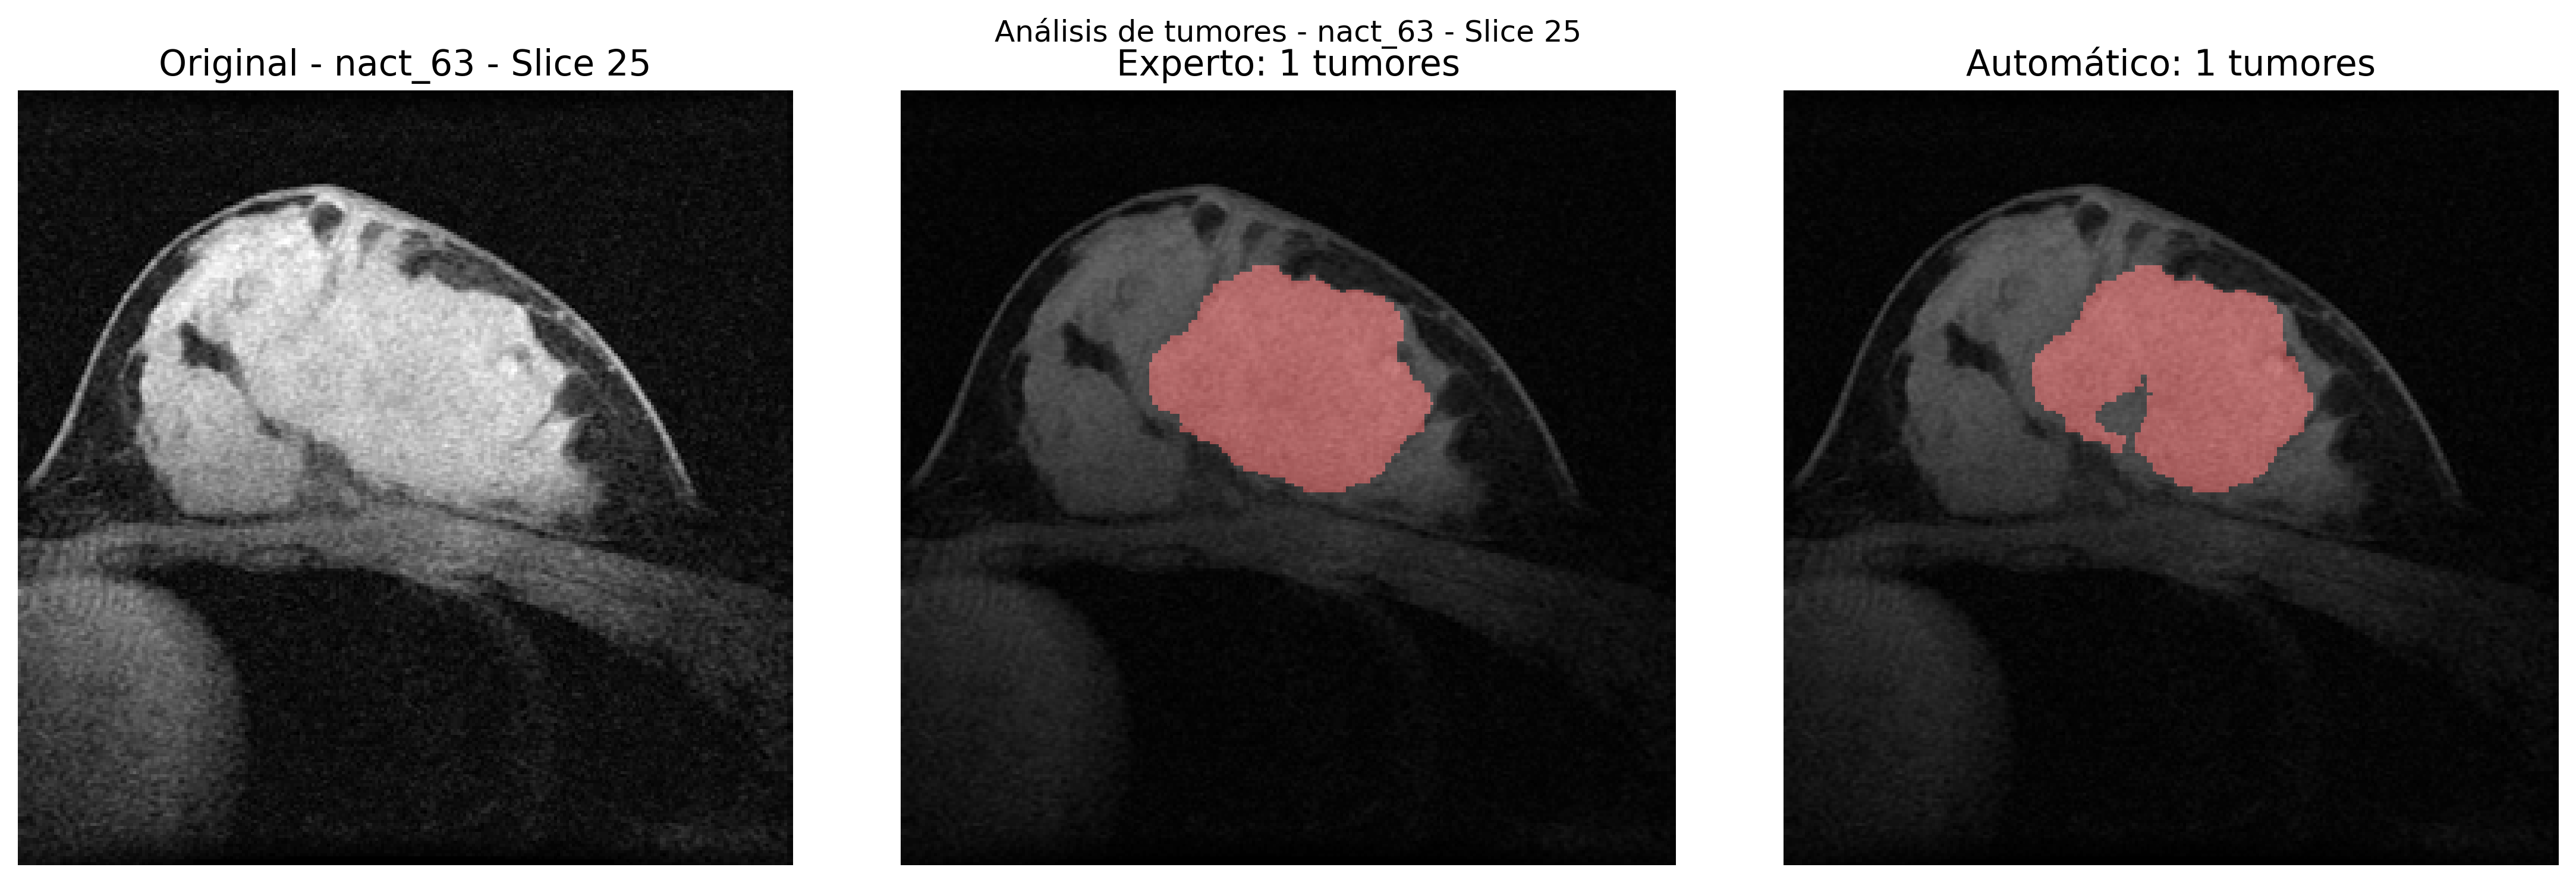 Análisis de tumores - nact_63 - Slice 25
Original - nact_63 - Slice 25
Experto: 1 tumores
Automático: 1 tumores